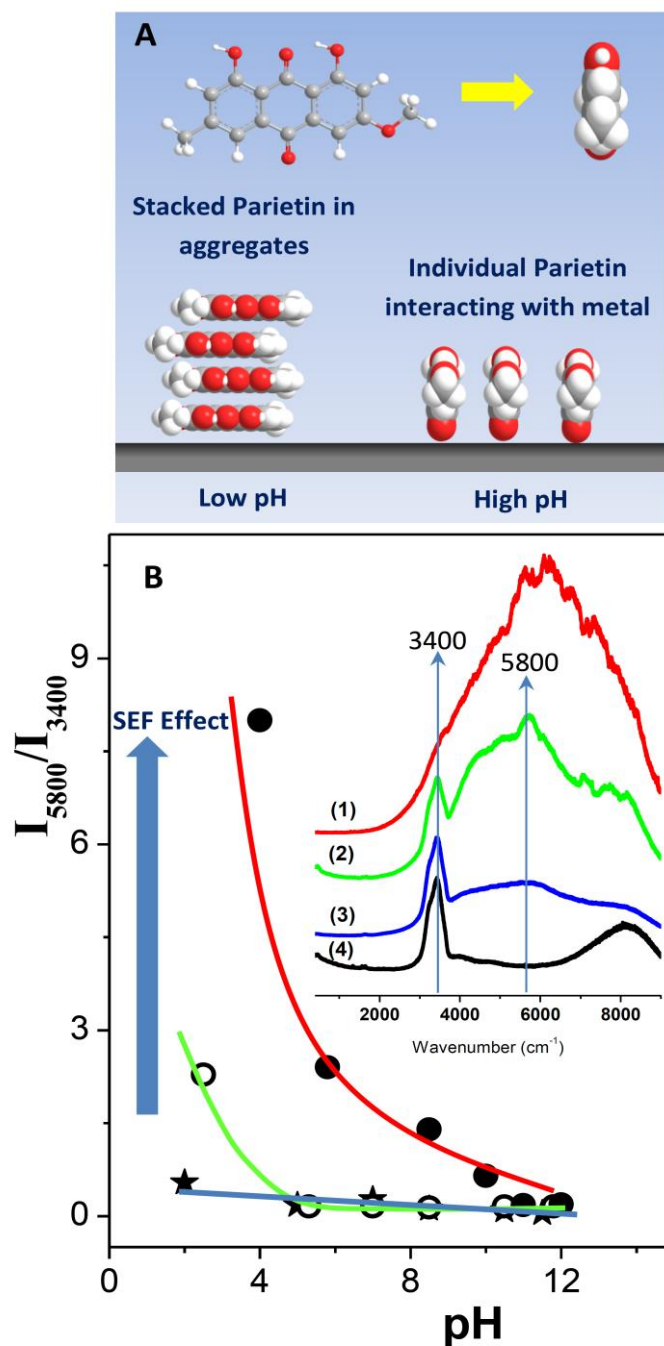 A
Stacked Parietin in
aggregates
Individual Parietin
interacting with metal
Low pH
High pH
B
I5800/I3400
SEF Effect
9
6
3
0
4
8
12
pH
3400
5800
(1)
(2)
(3)
(4)
2000
4000
6000
8000
Wavenumber (cm-1)